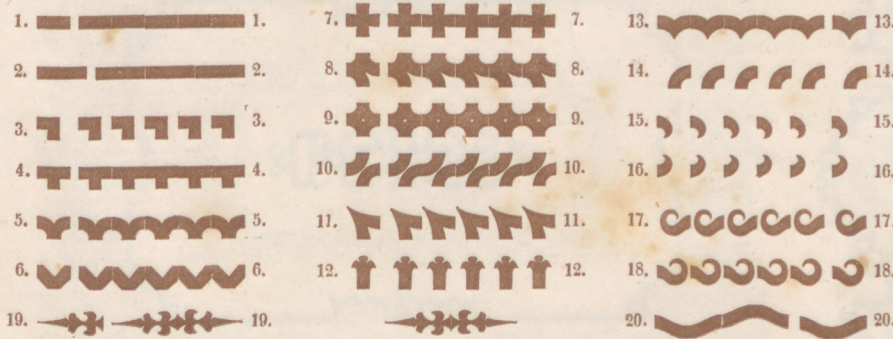 1. 1. 7. 7. 13. 13.
2. 2. 8. 8. 14. 14.
3. 3. 9. 9. 15. 15.
4. 4. 10. 10. 16. 16.
5. 5. 11. 11. 17. 17.
6. 6. 12. 12. 18. 18.
19. 19. 20. 20.